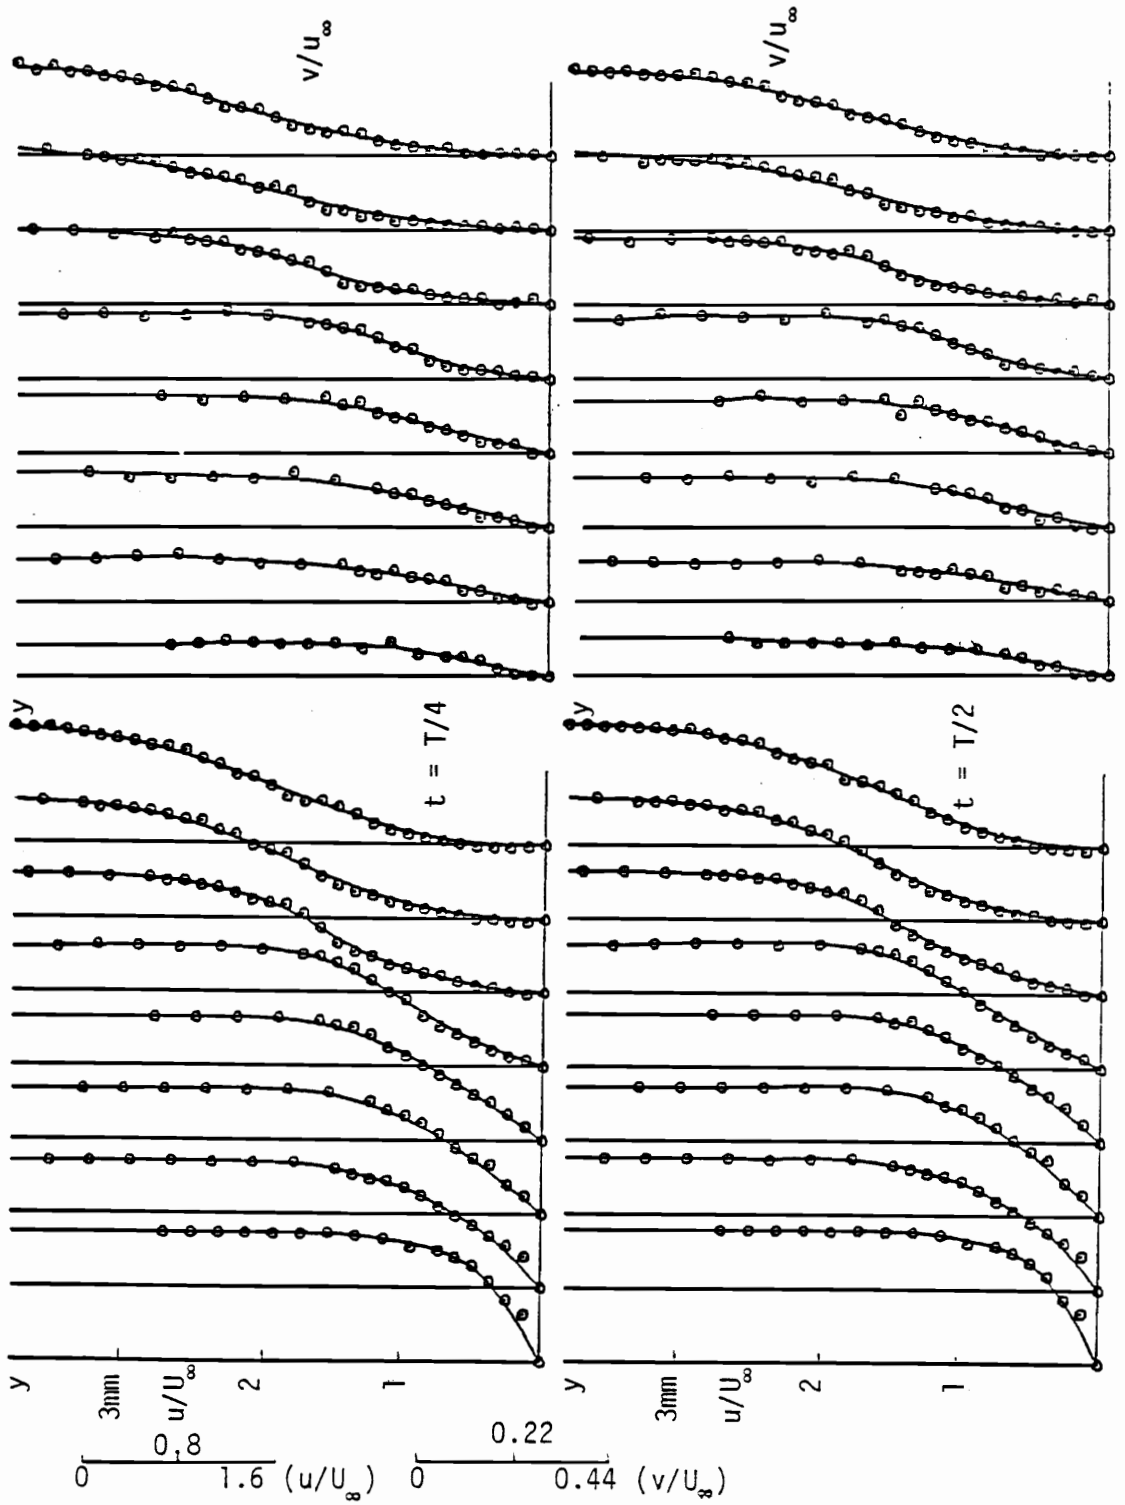 v/u∞
v/u∞
y
t = T/4
y
t = T/2
y
3mm
u/U∞
2
1
y
3mm
u/U∞
2
1
0.8
0
1.6 (u/U∞)
0.22
0
0.44 (v/U∞)